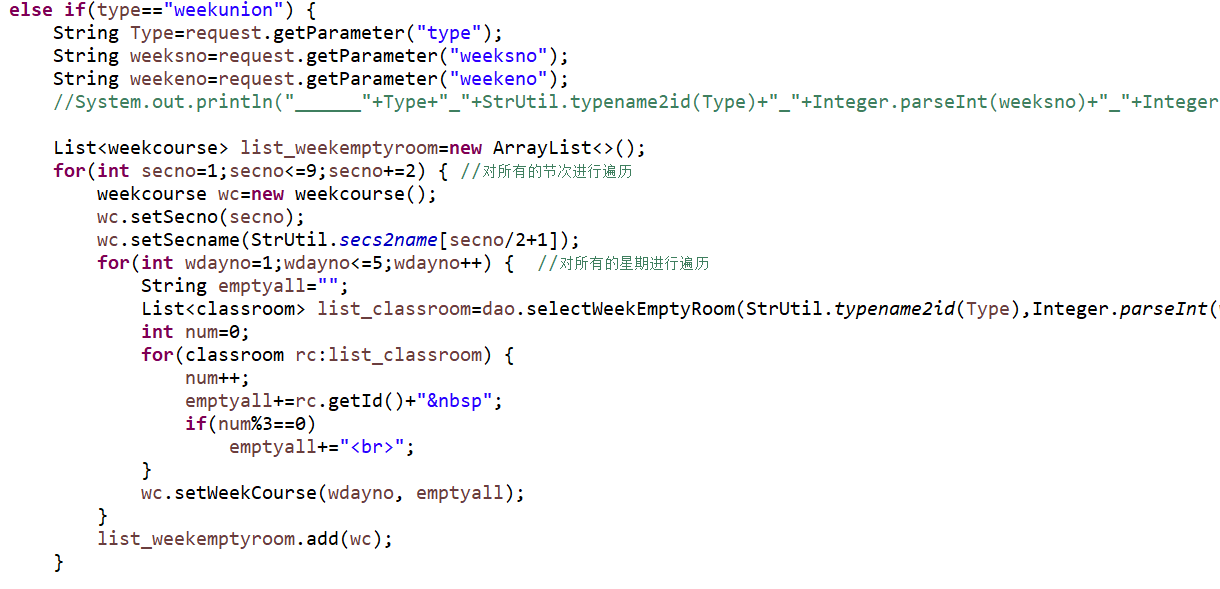 else if(type=="weekunion") {
    String Type=request.getParameter("type");
    String weeksno=request.getParameter("weeksno");
    String weekeno=request.getParameter("weekeno");
    //System.out.println("______"+Type+"_"+StrUtil.typename2id(Type)+"_"+Integer.parseInt(weeksno)+"_"+Integer
    List<weekcourse> list_weekemptyroom=new ArrayList<>();
    for(int secno=1;secno<=9;secno+=2) { //对所有的节次进行遍历
        weekcourse wc=new weekcourse();
        wc.setSecno(secno);
        wc.setSecname(StrUtil.secs2name[secno/2+1]);
        for(int wdayno=1;wdayno<=5;wdayno++) {  //对所有的星期进行遍历
            String emptyall="";
            List<classroom> list_classroom=dao.selectWeekEmptyRoom(StrUtil.typename2id(Type),Integer.parseInt(
            int num=0;
            for(classroom rc:list_classroom) {
                num++;
                emptyall+=rc.getId()+"&nbsp";
                if(num%3==0)
                    emptyall+="<br>";
            }
            wc.setWeekCourse(wdayno, emptyall);
        }
        list_weekemptyroom.add(wc);
    }